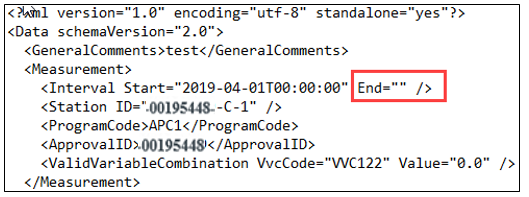 <?xml version="1.0" encoding="utf-8" standalone="yes"?>
<Data schemaVersion="2.0">
<GeneralComments>test</GeneralComments>
<Measurement>
<Interval Start="2019-04-01T00:00:00" End="" />
<Station ID="00195448-C-1" />
<ProgramCode>APC1</ProgramCode>
<ApprovalID>00195448</ApprovalID>
<ValidVariableCombination VvcCode="VVC122" Value="0.0" />
</Measurement>